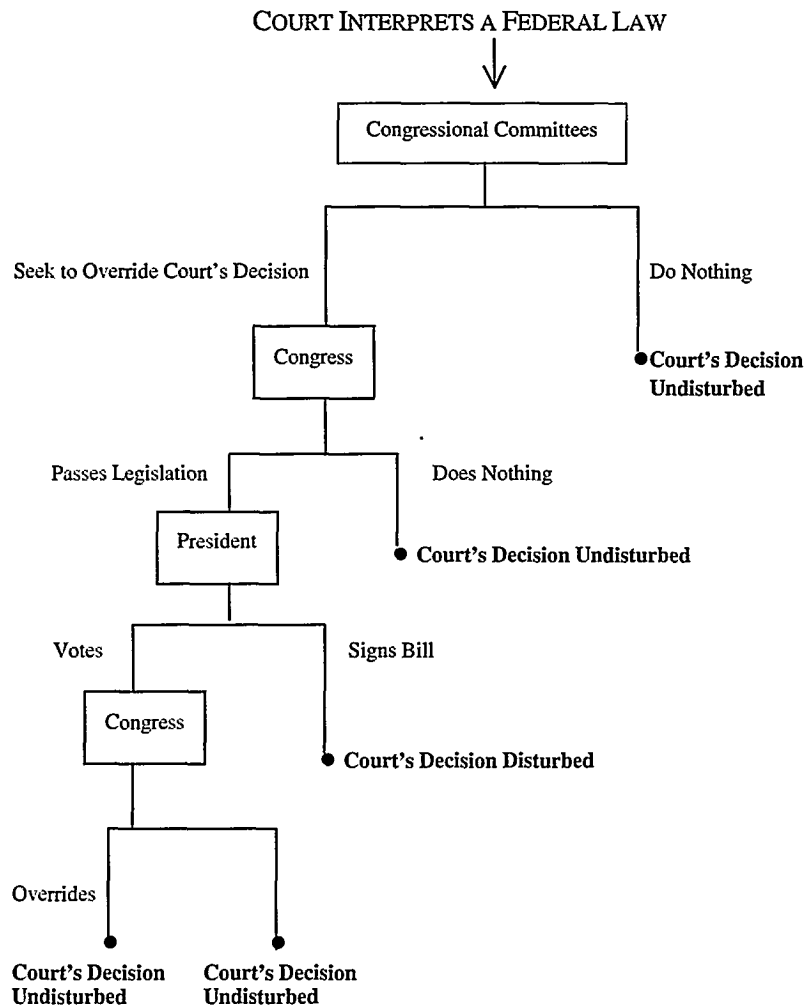 COURT INTERPRETS A FEDERAL LAW
Congressional Committees
Seek to Override Court's Decision
Do Nothing
Congress
Court's Decision
Undisturbed
Passes Legislation
Does Nothing
President
Court's Decision Undisturbed
Votes
Signs Bill
Congress
Court's Decision Disturbed
Overrides
Court's Decision
Undisturbed
Court's Decision
Undisturbed